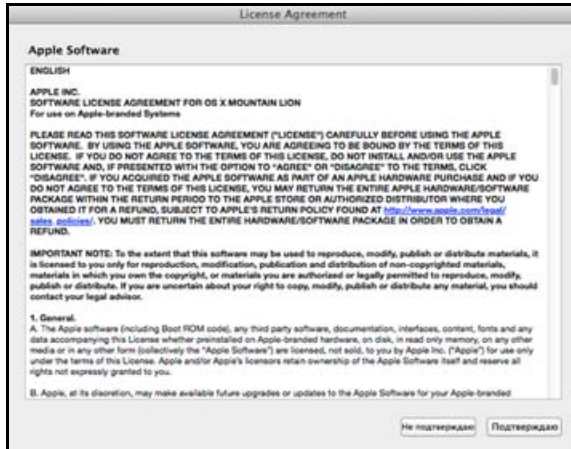 License Agreement
Apple Software
ENGLISH
APPLE INC.
SOFTWARE LICENSE AGREEMENT FOR OS X MOUNTAIN LION
For use on Apple-branded Systems
PLEASE READ THIS SOFTWARE LICENSE AGREEMENT ("LICENSE") CAREFULLY BEFORE USING THE APPLE
SOFTWARE. BY USING THE APPLE SOFTWARE, YOU ARE AGREEING TO BE BOUND BY THE TERMS OF THIS
LICENSE. IF YOU DO NOT AGREE TO THE TERMS OF THIS LICENSE, DO NOT INSTALL AND/OR USE THE APPLE
SOFTWARE AND, IF PRESENTED WITH THE OPTION TO "AGREE" OR "DISAGREE" TO THE TERMS, CLICK
"DISAGREE". IF YOU ACQUIRED THE APPLE SOFTWARE AS PART OF AN APPLE HARDWARE PURCHASE AND IF YOU
DO NOT AGREE TO THE TERMS OF THIS LICENSE, YOU MAY RETURN THE ENTIRE APPLE HARDWARE/SOFTWARE
PACKAGE WITHIN THE RETURN PERIOD TO THE APPLE STORE OR AUTHORIZED DISTRIBUTOR WHERE YOU
OBTAINED IT FOR A REFUND, SUBJECT TO APPLE'S RETURN POLICY FOUND AT http://www.apple.com/legal/
sales_policies/. YOU MUST RETURN THE ENTIRE HARDWARE/SOFTWARE PACKAGE IN ORDER TO OBTAIN A
REFUND.
IMPORTANT NOTE: To the extent that this software may be used to reproduce, modify, publish or distribute materials, it
is licensed to you only for reproduction, modification, publication and distribution of non-copyrighted materials,
materials in which you own the copyright, or materials you are authorized or legally permitted to reproduce, modify,
publish or distribute. If you are uncertain about your right to copy, modify, publish or distribute any material, you should
contact your legal advisor.
1. General.
A. The Apple software (including Boot ROM code), any third party software, documentation, interfaces, content, fonts and any
data accompanying this License whether preinstalled on Apple-branded hardware, on disk, in read only memory, on any other
media or in any other form (collectively the "Apple Software") are licensed, not sold, to you by Apple Inc. ("Apple") for use only
under the terms of this License. Apple and/or Apple's licensors retain ownership of the Apple Software itself and reserve all
rights not expressly granted to you.
B. Apple, at its discretion, may make available future upgrades or updates to the Apple Software for your Apple-branded
Не подтверждаю Подтверждаю